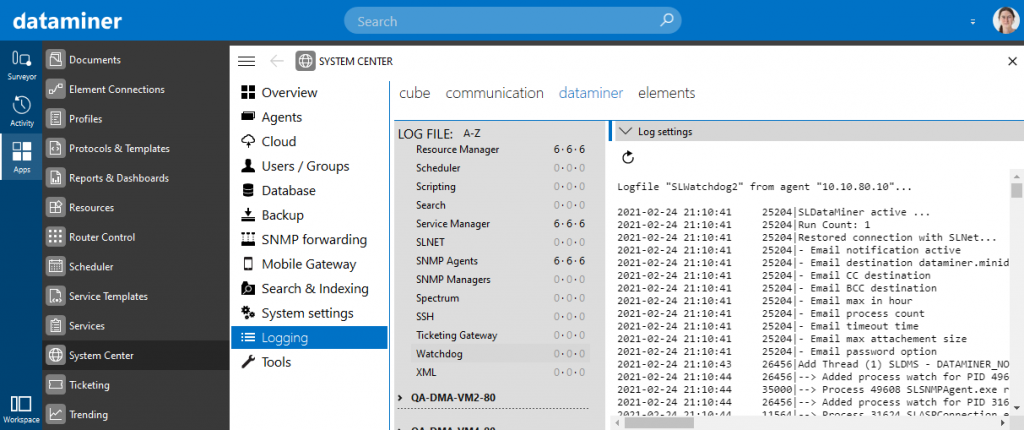 dataminer
Search
Surveyor
Activity
Apps
Workspace
Documents
Element Connections
Profiles
Protocols & Templates
Reports & Dashboards
Resources
Router Control
Scheduler
Service Templates
Services
System Center
Ticketing
Trending
SYSTEM CENTER
Overview
Agents
Cloud
Users / Groups
Database
Backup
SNMP forwarding
Mobile Gateway
Search & Indexing
System settings
Logging
Tools
cube communication dataminer elements
LOG FILE: A-Z
Resource Manager 6·6·6
Scheduler 0·0·0
Scripting 0·0·0
Search 0·0·0
Service Manager 6·6·6
SLNET 0·0·0
SNMP Agents 6·6·6
SNMP Managers 0·0·0
Spectrum 0·0·0
SSH 0·0·0
Ticketing Gateway 0·0·0
Watchdog 0·0·0
XML 0·0·0
QA-DMA-VM2-80
Log settings
Logfile "SLWatchdog2" from agent "10.10.80.10"...
2021-02-24 21:10:41 25204|SLDataMiner active ...
2021-02-24 21:10:41 25204|Run Count: 1
2021-02-24 21:10:41 25204|Restored connection with SLNet...
2021-02-24 21:10:41 25204|- Email notification active
2021-02-24 21:10:41 25204|- Email destination dataminer.minid
2021-02-24 21:10:41 25204|- Email CC destination
2021-02-24 21:10:41 25204|- Email BCC destination
2021-02-24 21:10:41 25204|- Email max in hour
2021-02-24 21:10:41 25204|- Email process count
2021-02-24 21:10:41 25204|- Email timeout time
2021-02-24 21:10:41 25204|- Email max attachement size
2021-02-24 21:10:41 25204|- Email password option
2021-02-24 21:10:43 26456|Add Thread (1) SLDMS - DATAMINER_NO
2021-02-24 21:10:44 26456|--> Added process watch for PID 496
2021-02-24 21:10:44 35000|--> Process 49608 SLSNMPAgent.exe r
2021-02-24 21:10:44 26456|--> Added process watch for PID 316
2021-02-24 21:10:44 11564|--> Process 31624 SLASPConnection.e